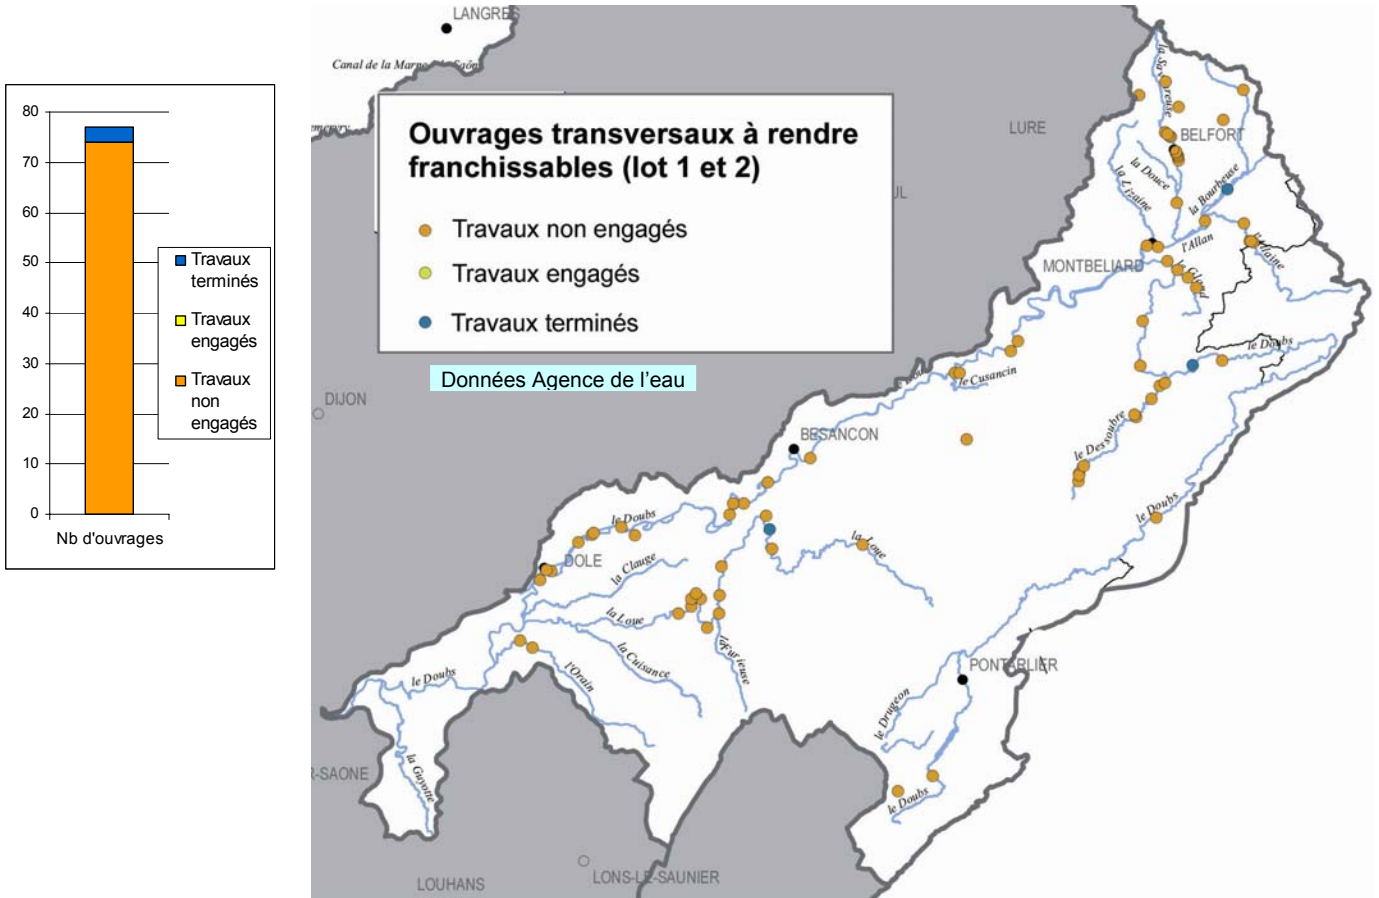 80
70
60
50
40
30
20
10
0
Nb d'ouvrages
Travaux
terminés
Travaux
engagés
Travaux
non
engagés
LANGRES
Canal de la Marne
Saôn
LURE
Ouvrages transversaux à rendre
franchissables (lot 1 et 2)
Travaux non engagés
Travaux engagés
Travaux terminés
Données Agence de l'eau
UL
BELFORT
la Douce
la Lizaine
la Bourbeuse
l'Allan
MONTBELIARD
l'Allaine
le Gland
le Doubs
le Cusancin
DIJON
BESANCON
le Dessoubre
le Doubs
le Doubs
la Loue
DOLE
la Clauge
la Loue
la Cuisance
la Furieuse
l'Orain
le Doubs
PONTARLIER
le Drugeon
R-SAONE
la Guyotte
le Doubs
LONS-LE-SAUNIER
LOUHANS